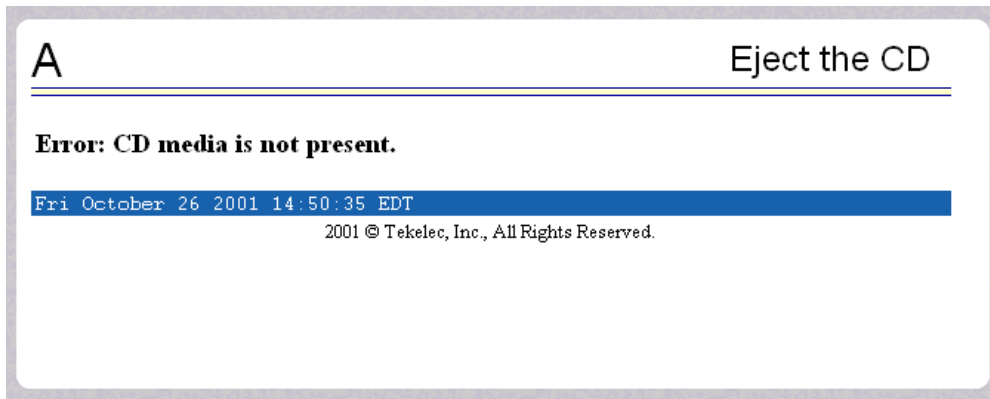 A Eject the CD
Error: CD media is not present.
Fri October 26 2001 14:50:35 EDT
2001 © Tekelec, Inc., All Rights Reserved.